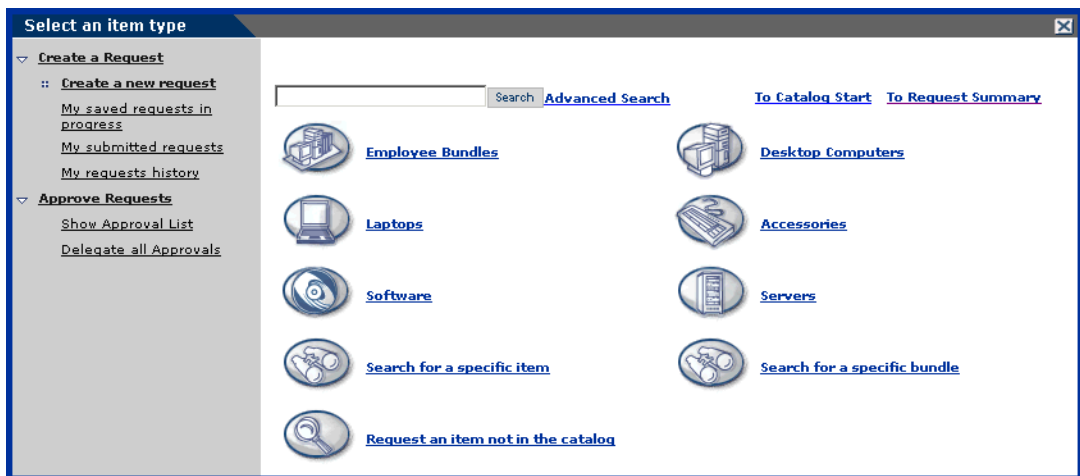 Select an item type
Create a Request
Create a new request
My saved requests in
progress
My submitted requests
My requests history
Approve Requests
Show Approval List
Delegate all Approvals
Search Advanced Search To Catalog Start To Request Summary
Employee Bundles Desktop Computers
Laptops Accessories
Software Servers
Search for a specific item Search for a specific bundle
Request an item not in the catalog